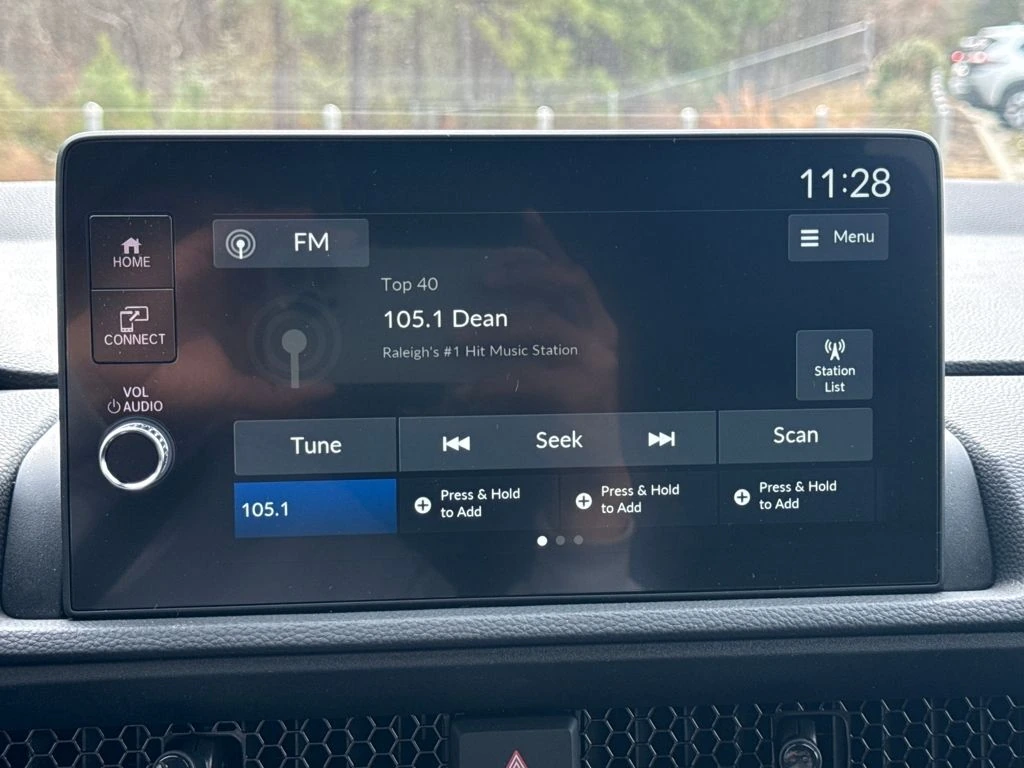 11:28
HOME
FM
Menu
Top 40
105.1 Dean
Raleigh's #1 Hit Music Station
CONNECT
Station
List
VOL
AUDIO
Tune
Seek
Scan
105.1
Press & Hold
to Add
Press & Hold
to Add
Press & Hold
to Add